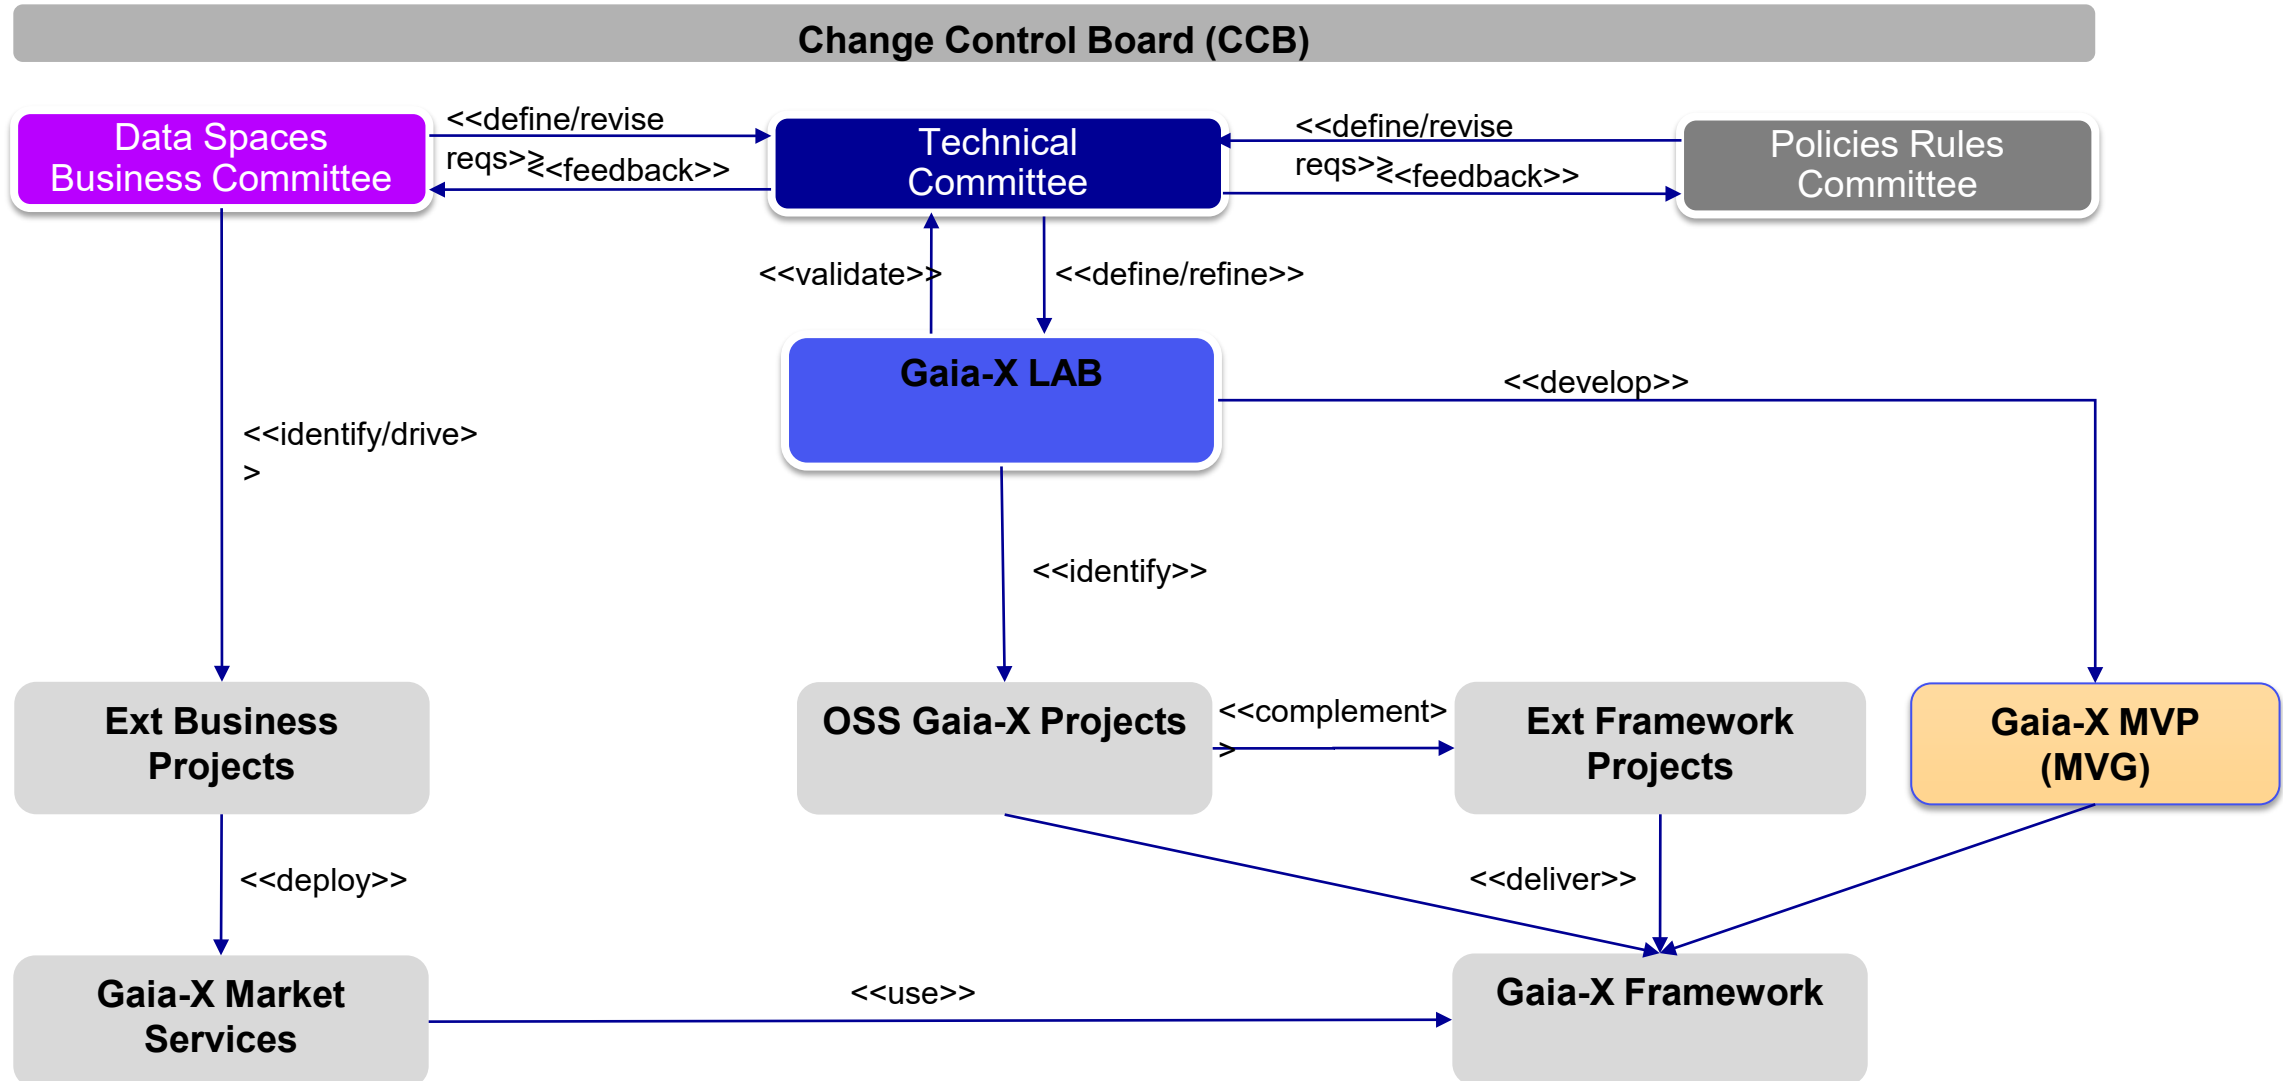 Change Control Board (CCB)
Data Spaces
Business Committee
<<define/revise
reqs>>
<<feedback>>
Technical
Committee
<<define/revise
reqs>>
<<feedback>>
Policies Rules
Committee
<<validate>>
<<define/refine>>
Gaia-X LAB
<<develop>>
<<identify/drive>
>
<<identify>>
Ext Business
Projects
OSS Gaia-X Projects
<<complement>
>
Ext Framework
Projects
Gaia-X MVP
(MVG)
<<deploy>>
<<deliver>>
Gaia-X Market
Services
<<use>>
Gaia-X Framework